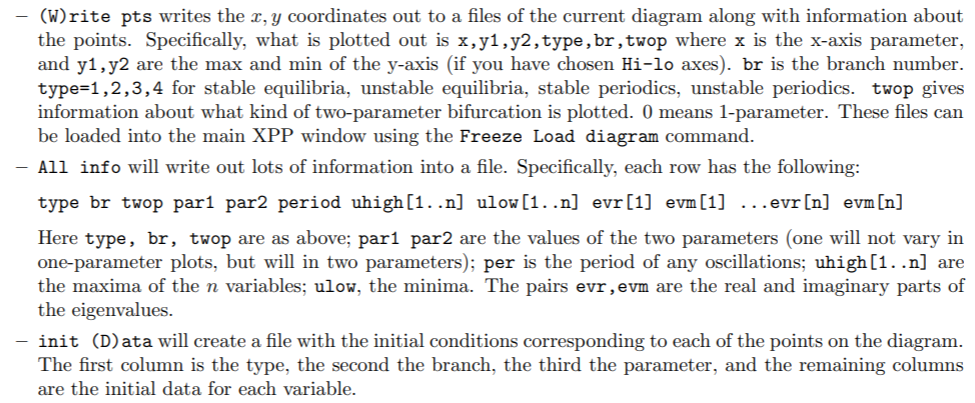 – (W)rite pts writes the x, y coordinates out to a files of the current diagram along with information about
the points. Specifically, what is plotted out is x,y1,y2,type,br,twop where x is the x-axis parameter,
and y1,y2 are the max and min of the y-axis (if you have chosen Hi-lo axes). br is the branch number.
type=1,2,3,4 for stable equilibria, unstable equilibria, stable periodics, unstable periodics. twop gives
information about what kind of two-parameter bifurcation is plotted. 0 means 1-parameter. These files can
be loaded into the main XPP window using the Freeze Load diagram command.
– All info will write out lots of information into a file. Specifically, each row has the following:
type br twop par1 par2 period uhigh[1..n] ulow[1..n] evr[1] evm[1] ...evr[n] evm[n]
Here type, br, twop are as above; par1 par2 are the values of the two parameters (one will not vary in
one-parameter plots, but will in two parameters); per is the period of any oscillations; uhigh[1..n] are
the maxima of the n variables; ulow, the minima. The pairs evr,evm are the real and imaginary parts of
the eigenvalues.
– init (D)ata will create a file with the initial conditions corresponding to each of the points on the diagram.
The first column is the type, the second the branch, the third the parameter, and the remaining columns
are the initial data for each variable.